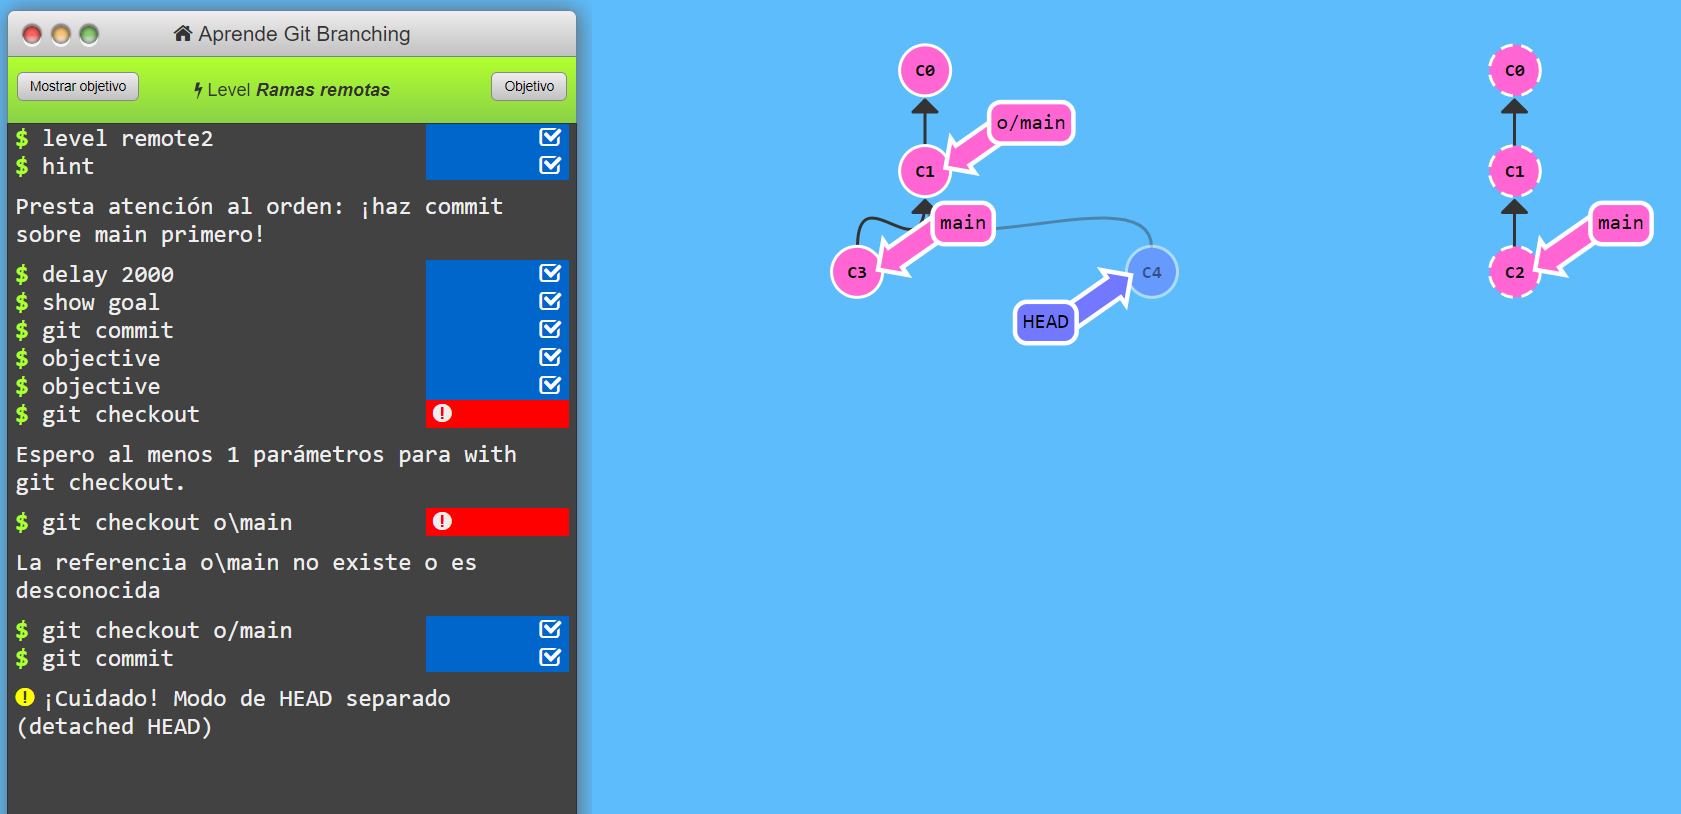 Aprende Git Branching
Mostrar objetivo
Level Ramas remotas
Objetivo
$ level remote2
$ hint
Presta atención al orden: ¡haz commit
sobre main primero!
$ delay 2000
$ show goal
$ git commit
$ objective
$ objective
$ git checkout
Espero al menos 1 parámetros para with
git checkout.
$ git checkout o\main
La referencia o\main no existe o es
desconocida
$ git checkout o/main
$ git commit
¡Cuidado! Modo de HEAD separado
(detached HEAD)
C0
o/main
C1
main
C3
C4
HEAD
C0
C1
main
C2